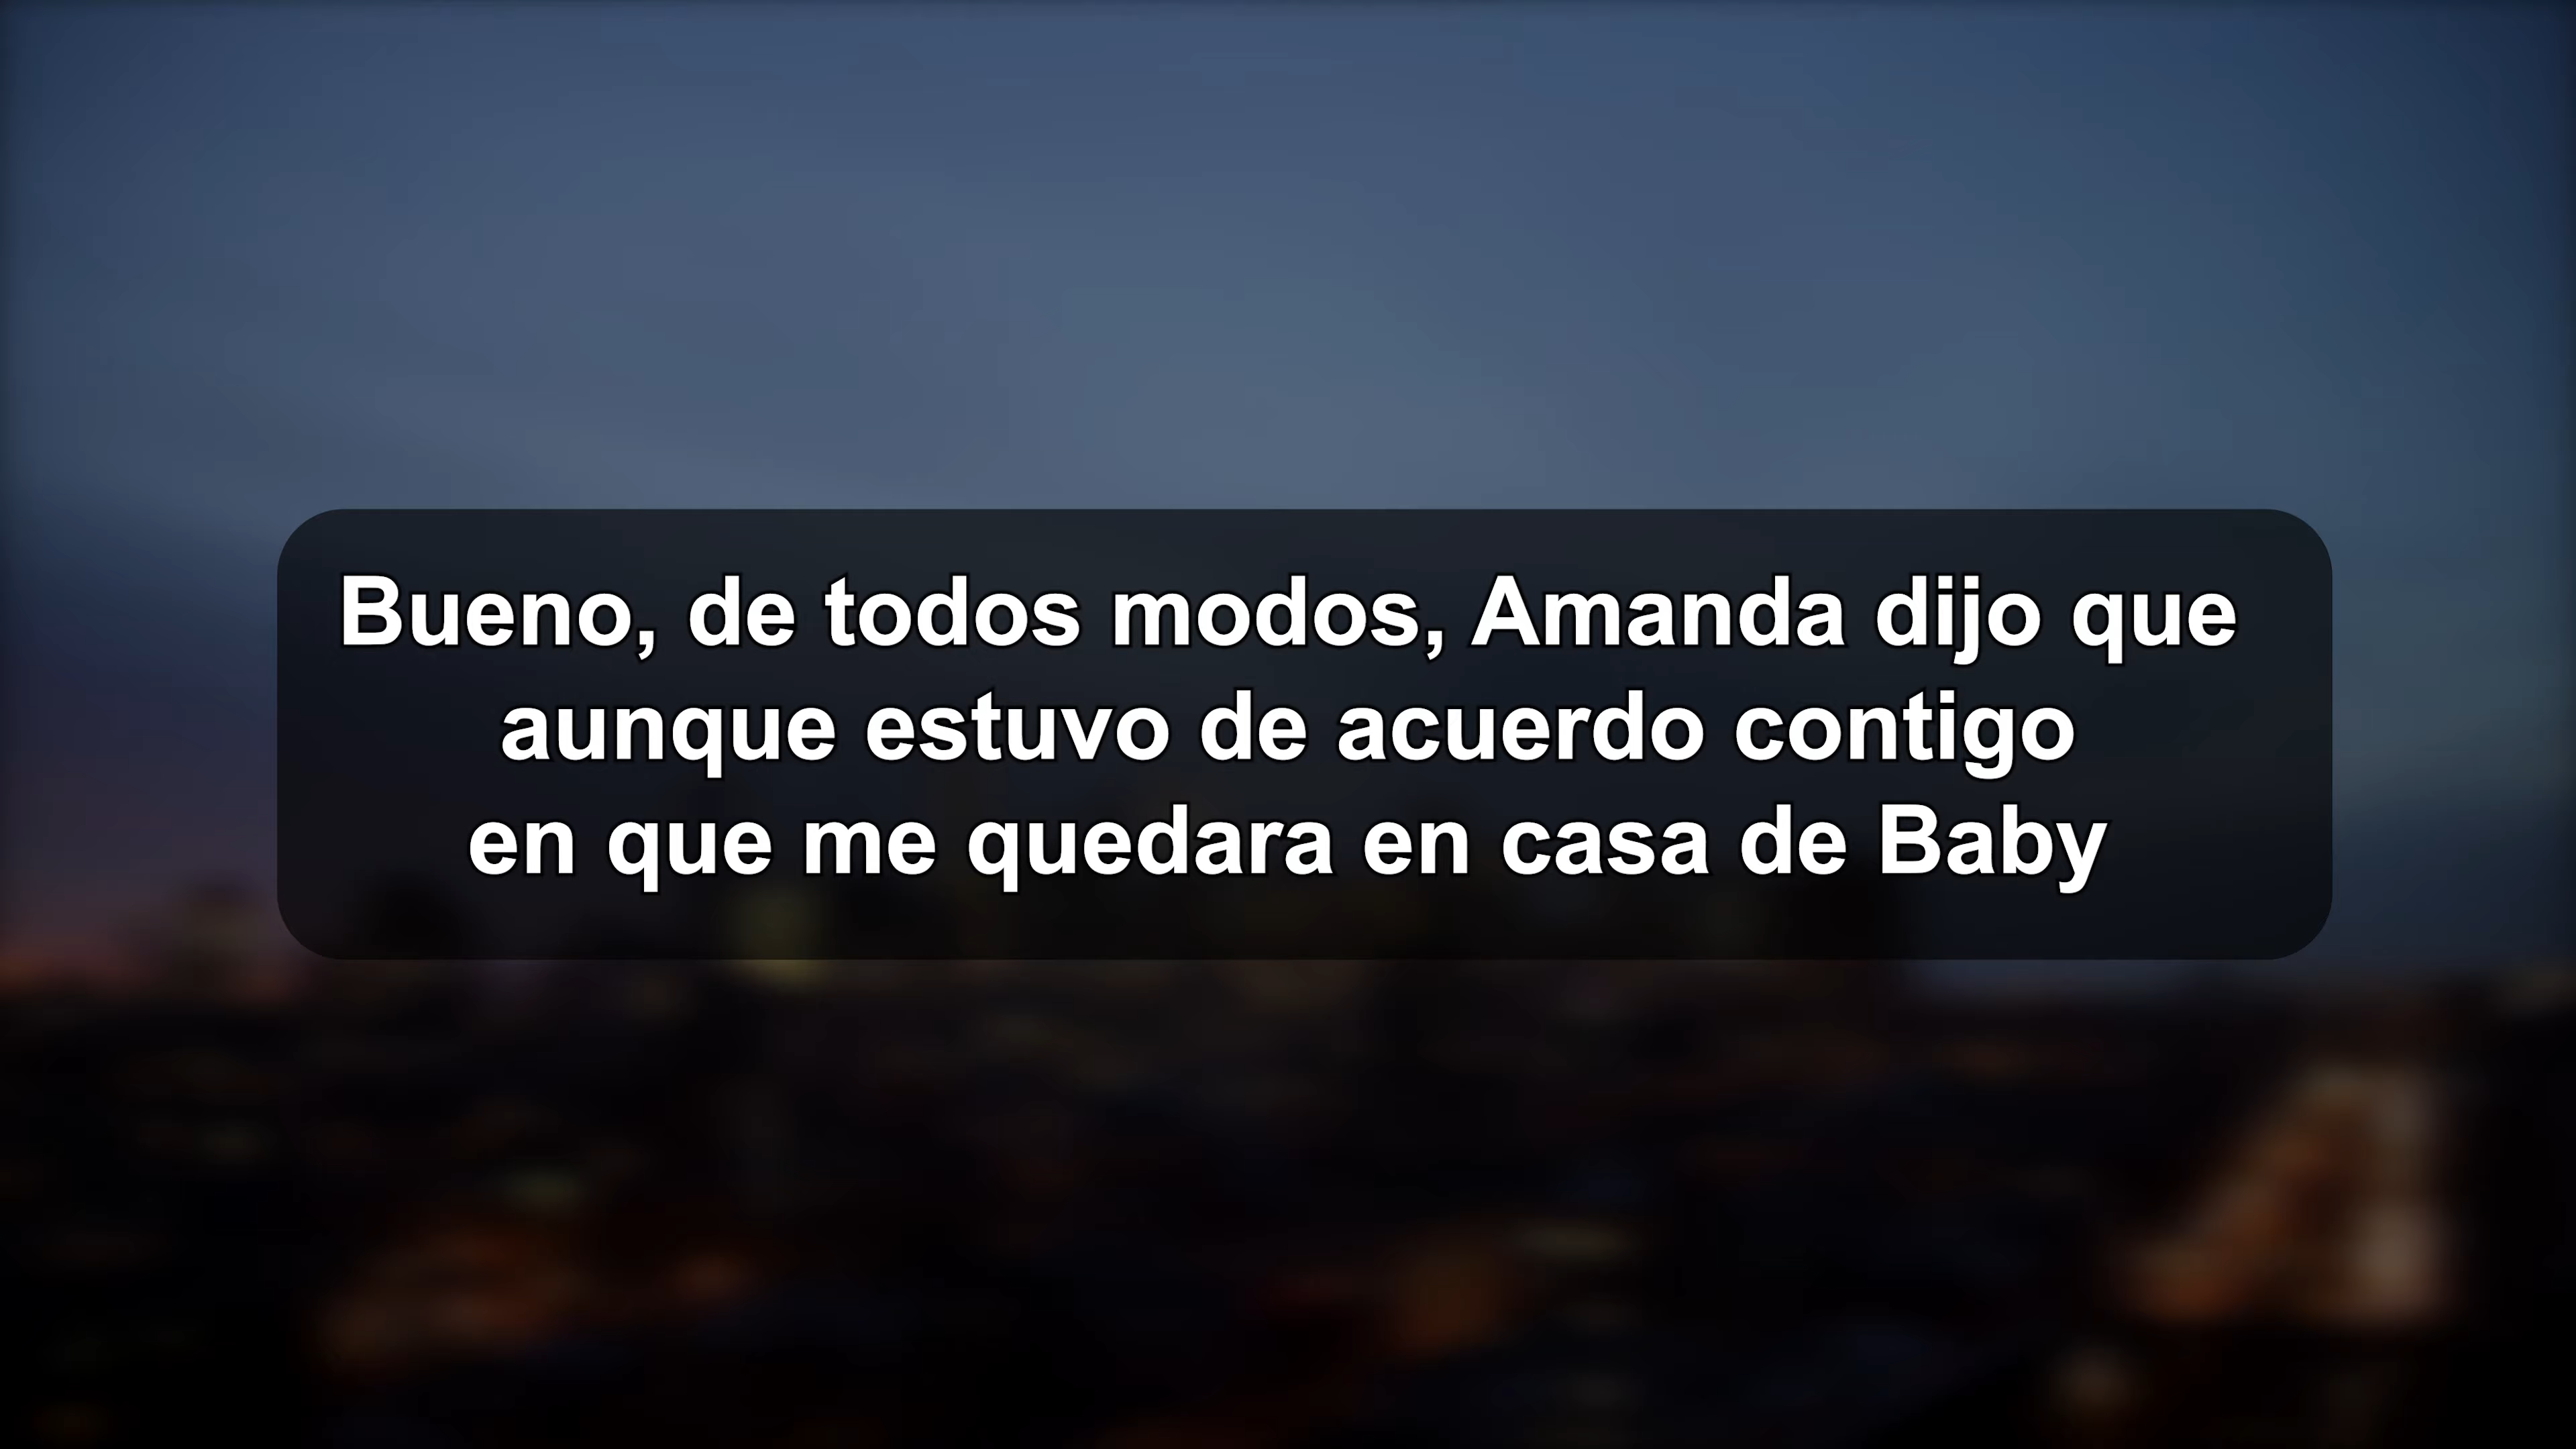 Bueno, de todos modos, Amanda dijo que
aunque estuvo de acuerdo contigo
en que me quedara en casa de Baby